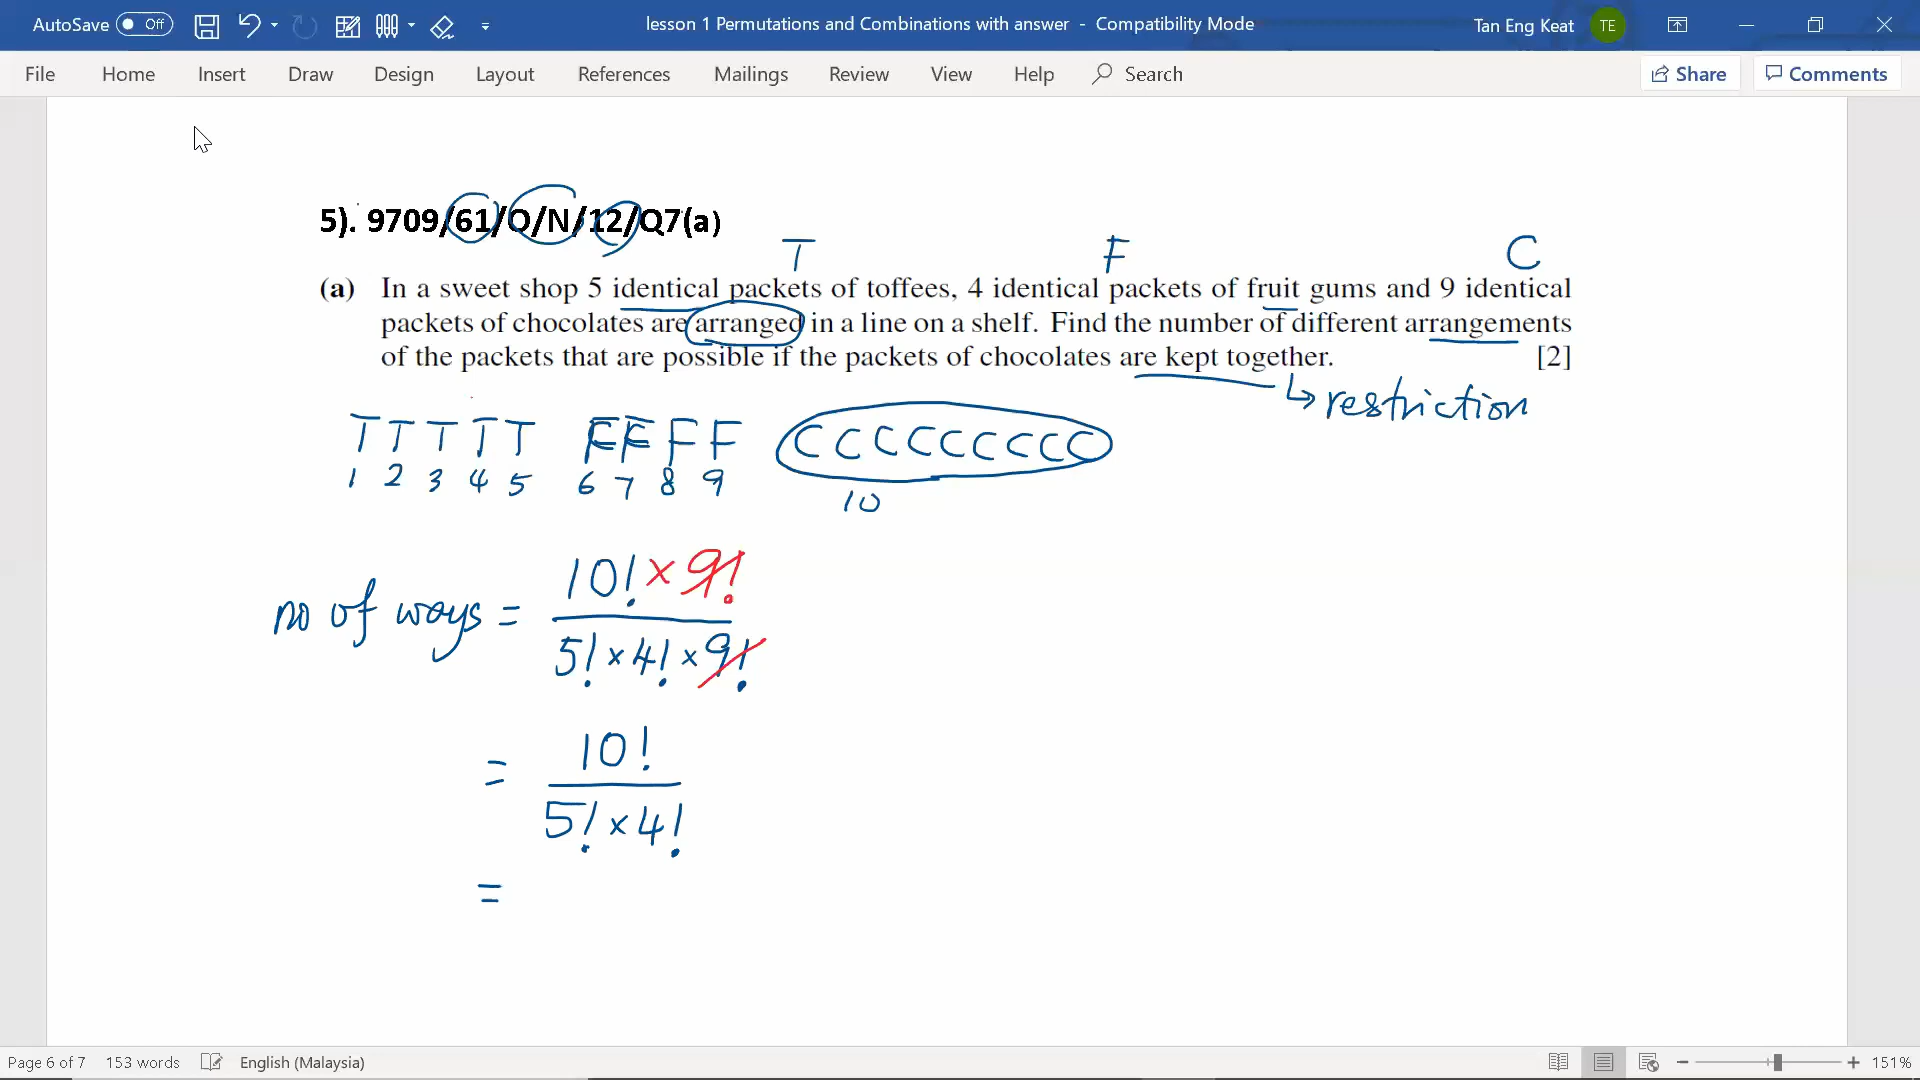 AutoSave Off lesson 1 Permutations and Combinations with answer - Compatibility Mode Tan Eng Keat TE
File Home Insert Draw Design Layout References Mailings Review View Help Search Share Comments
5). 9709/61/O/N/12/Q7(a)
T F C
(a) In a sweet shop 5 identical packets of toffees, 4 identical packets of fruit gums and 9 identical
packets of chocolates are arranged in a line on a shelf. Find the number of different arrangements
of the packets that are possible if the packets of chocolates are kept together. [2]
restriction
T T T T T F F F F C C C C C C C C C
1 2 3 4 5 6 7 8 9
10
10! × 9!
no of ways =
5! × 4! × 9!
10!
=
5! × 4!
=
Page 6 of 7 153 words English (Malaysia) 151%